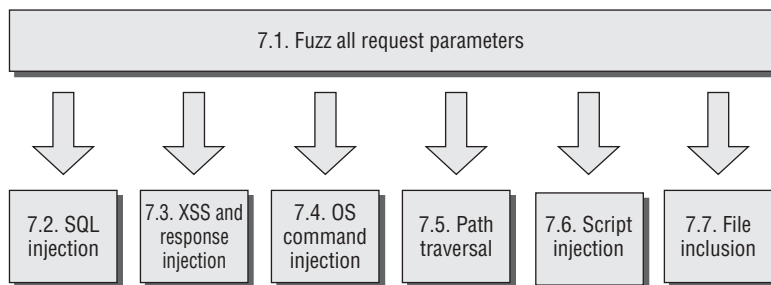 7.1. Fuzz all request parameters
7.2. SQL
injection
7.3. XSS and
response
injection
7.4. OS
command
injection
7.5. Path
traversal
7.6. Script
injection
7.7. File
inclusion